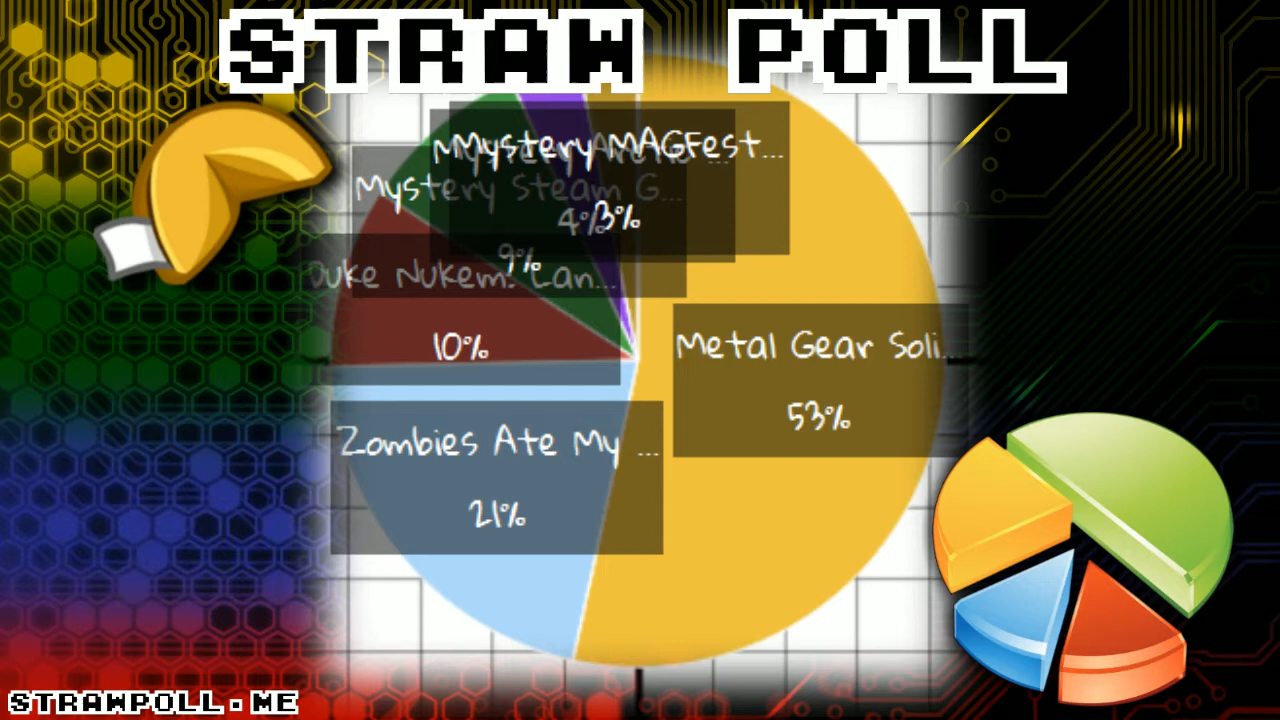 STRAW POLL
Mystery MAGFest...
Mystery Steam G...
4%
3%
9%
Duke Nukem: Lan...
10%
Metal Gear Soli...
53%
Zombies Ate My ...
21%
STRAWPOLL.ME